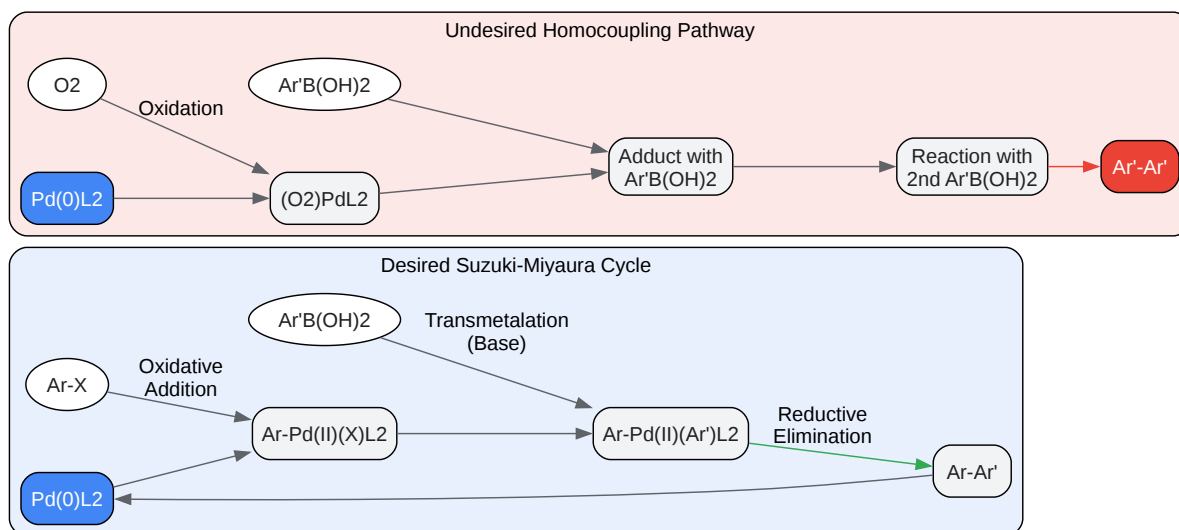 Undesired Homocoupling Pathway
O2
Ar'B(OH)2
Oxidation
Adduct with
Ar'B(OH)2
Reaction with
2nd Ar'B(OH)2
Ar'-Ar'
Pd(0)L2
(O2)PdL2
Desired Suzuki-Miyaura Cycle
Ar'B(OH)2
Transmetalation
(Base)
Ar-X
Oxidative
Addition
Ar-Pd(II)(X)L2
Ar-Pd(II)(Ar')L2
Reductive
Elimination
Ar-Ar'
Pd(0)L2